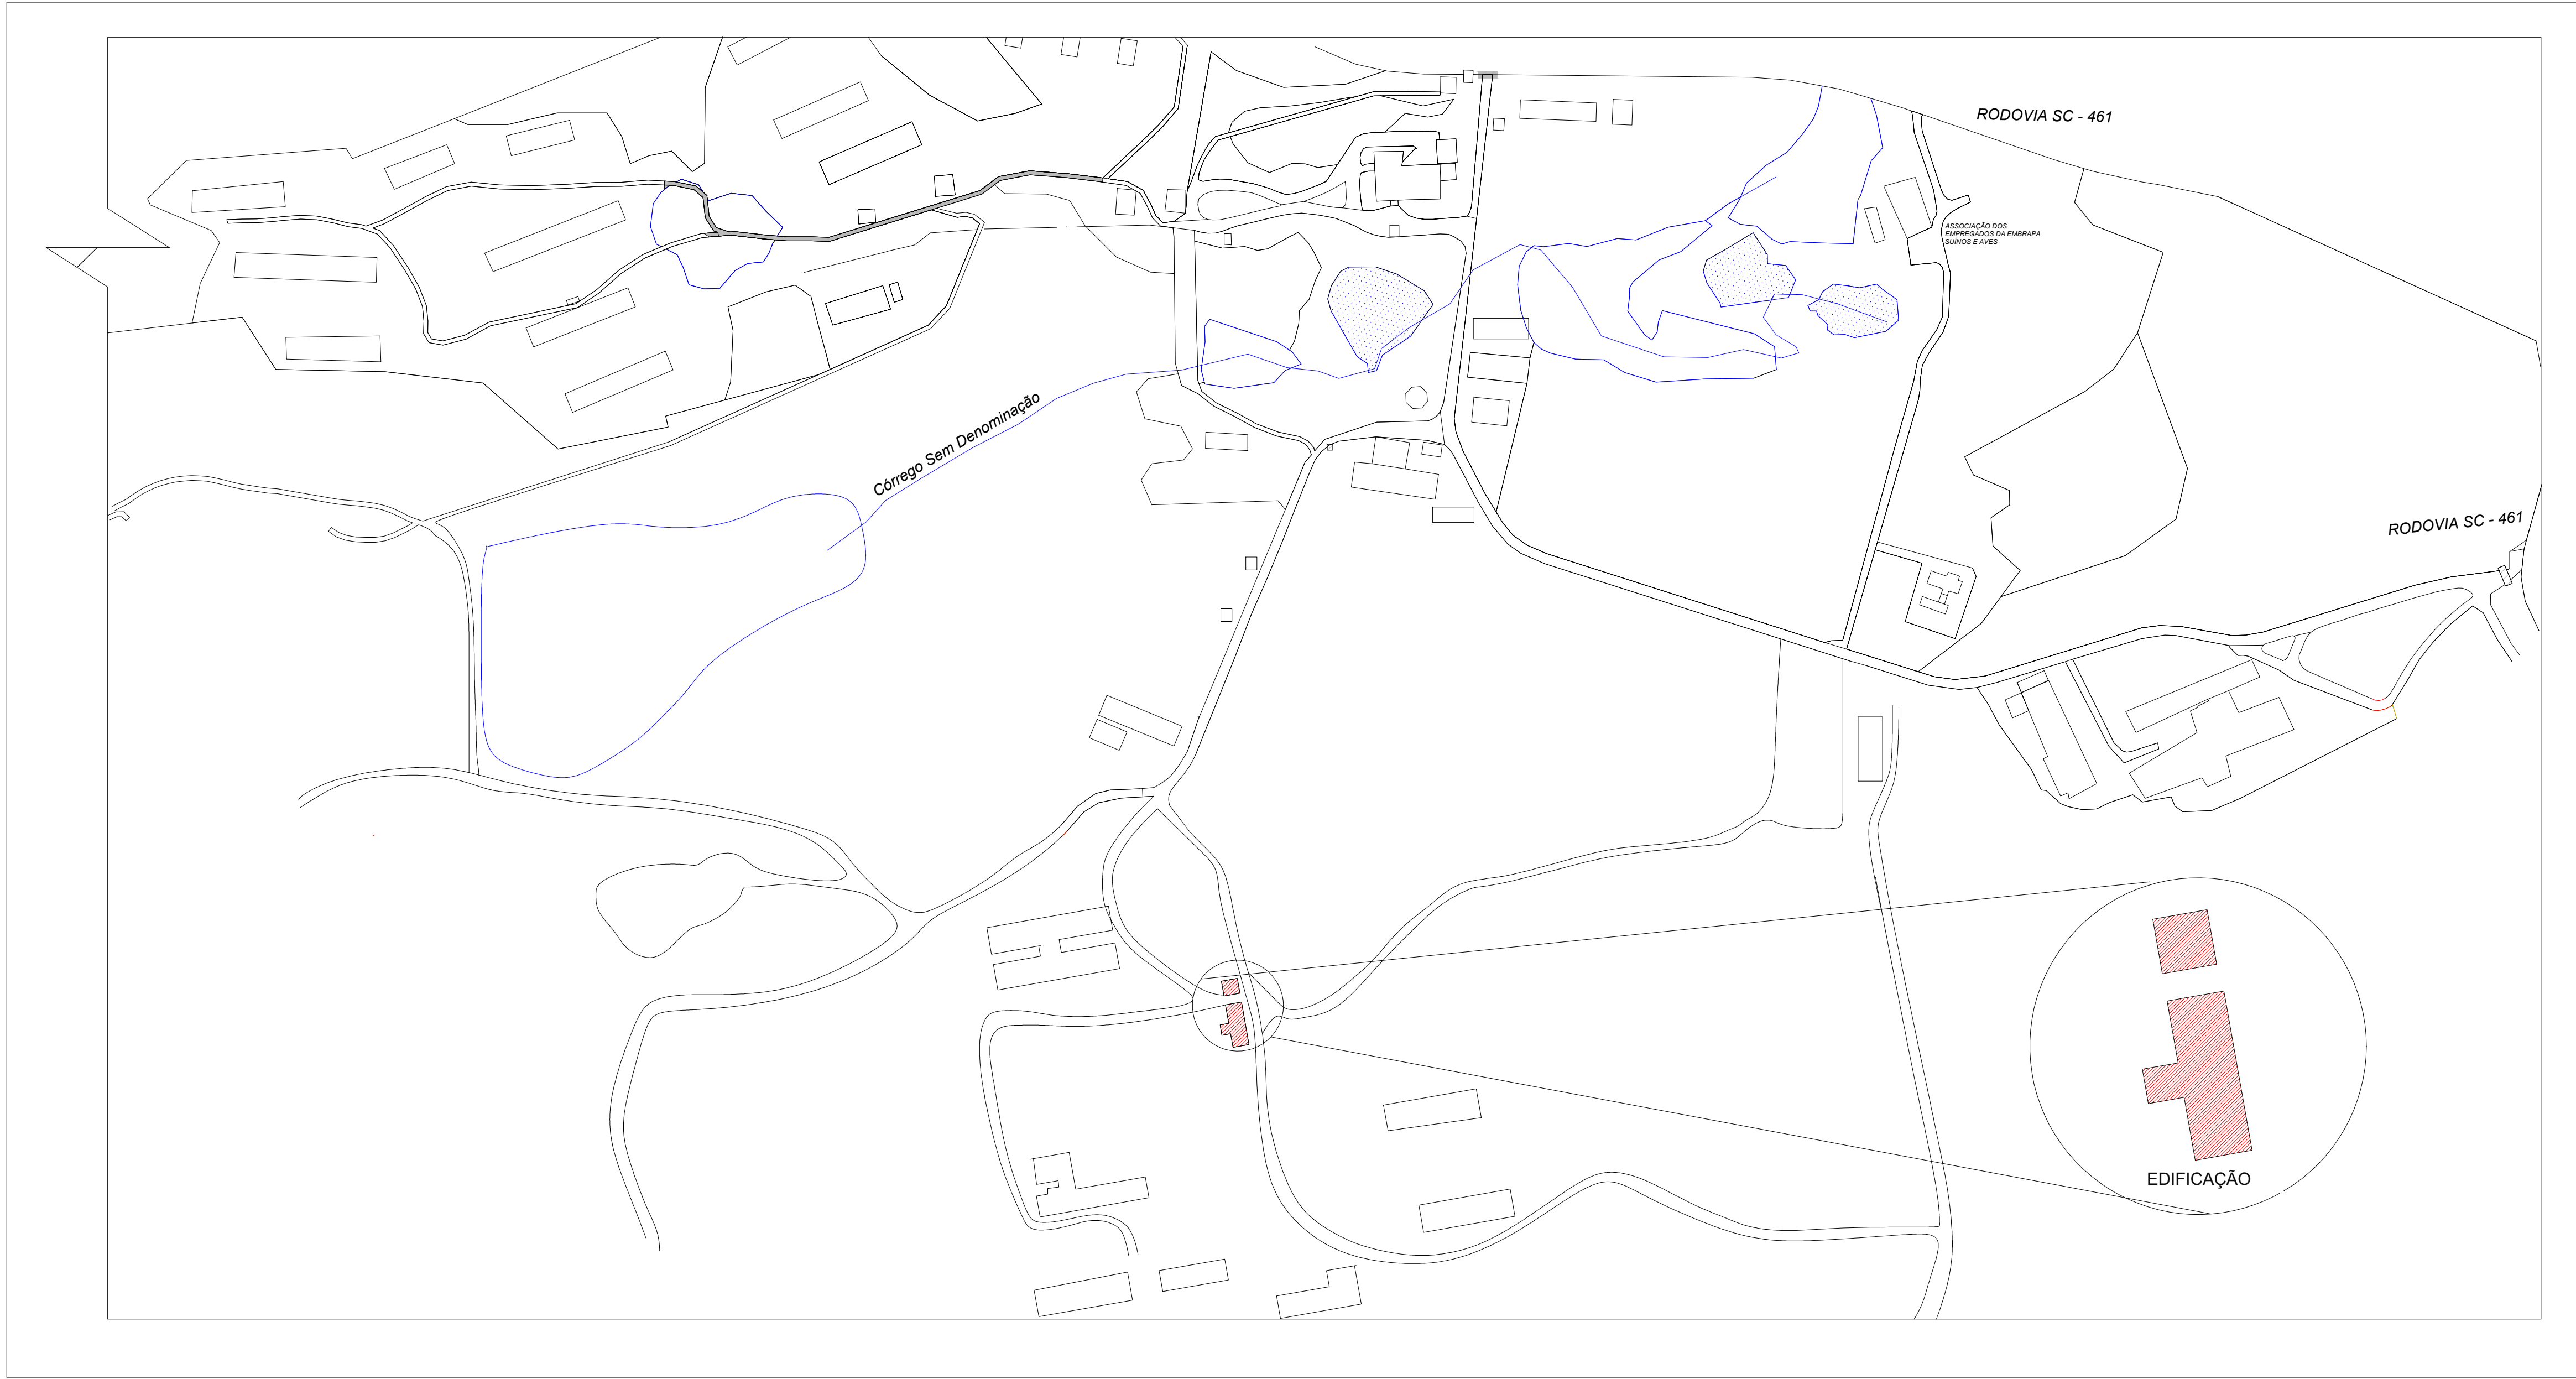 RODOVIA SC - 461
ASSOCIAÇÃO DOS
EMPREGADOS DA EMBRAPA
SUÍNOS E AVES
Córrego Sem Denominação
RODOVIA SC - 461
EDIFICAÇÃO